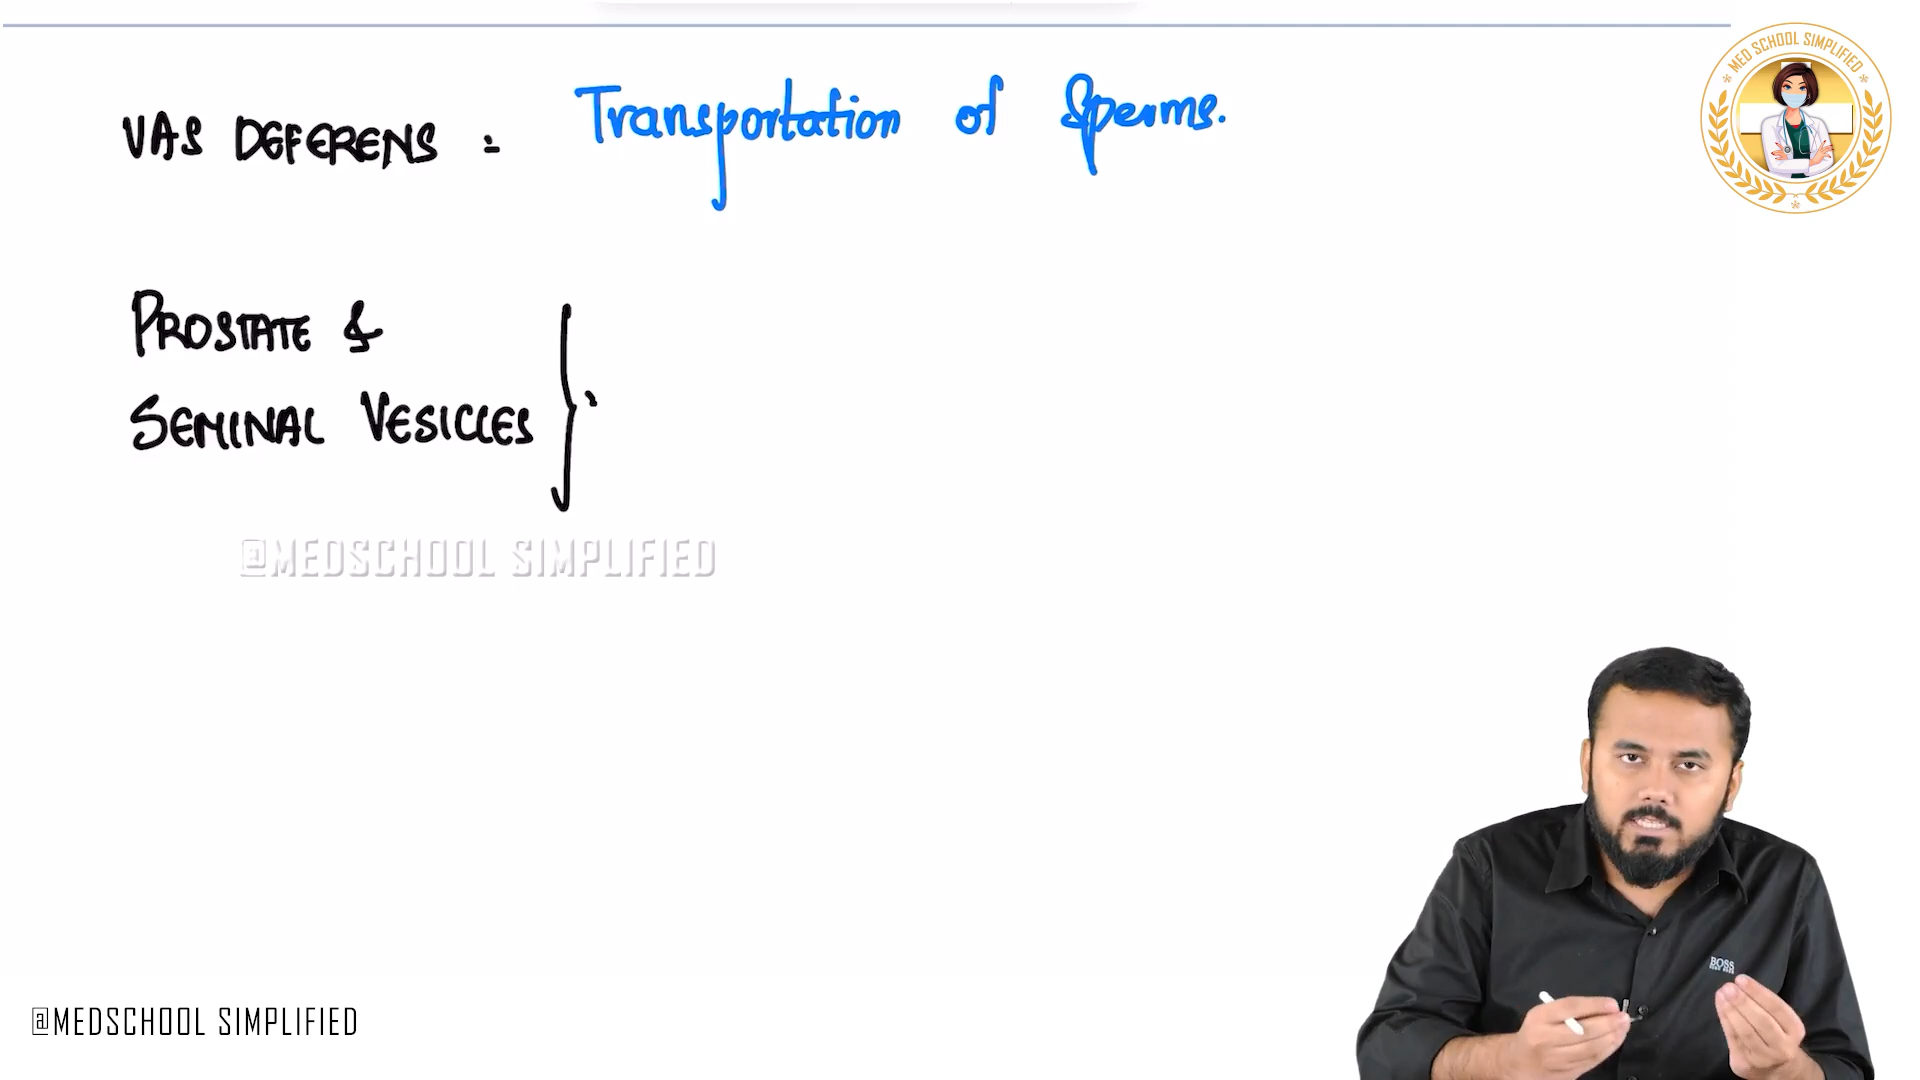 MED SCHOOL SIMPLIFIED
VAS DEFERENS : Transportation of Sperms.
PROSTATE &
SEMINAL VESICLES } :
@MEDSCHOOL SIMPLIFIED
BOSS
@MEDSCHOOL SIMPLIFIED